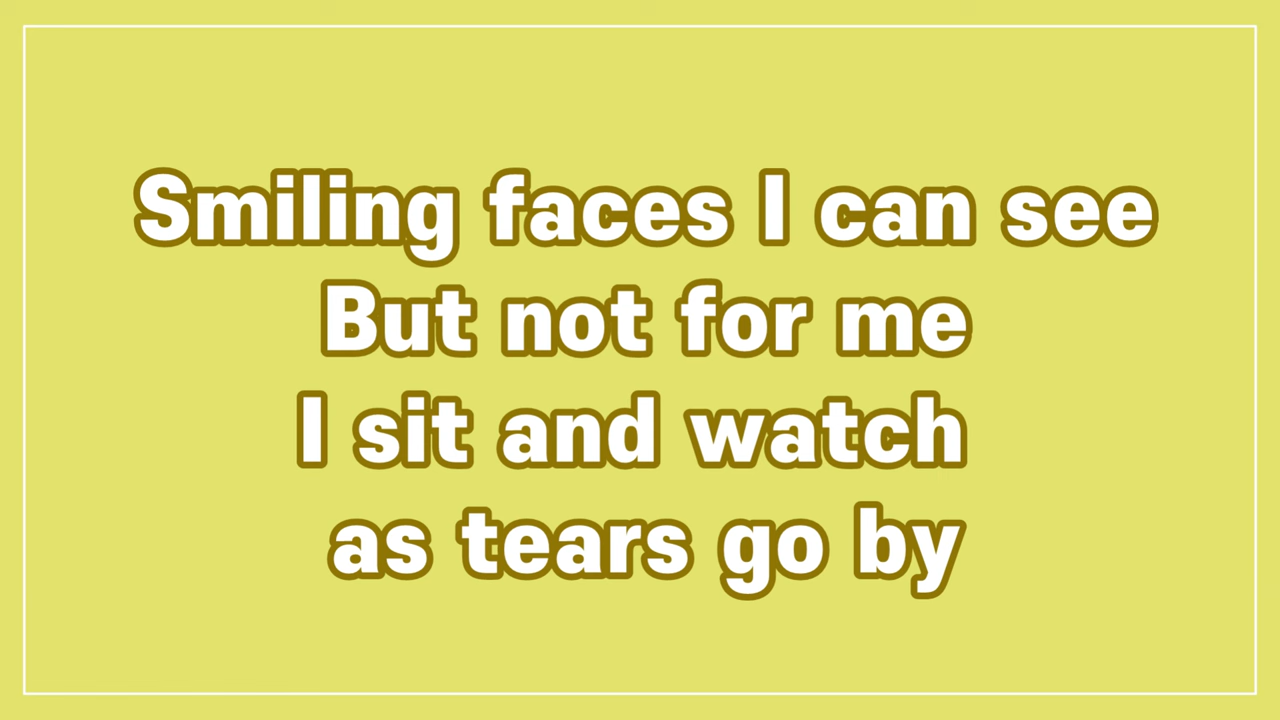 Smiling faces I can see
But not for me
I sit and watch
as tears go by